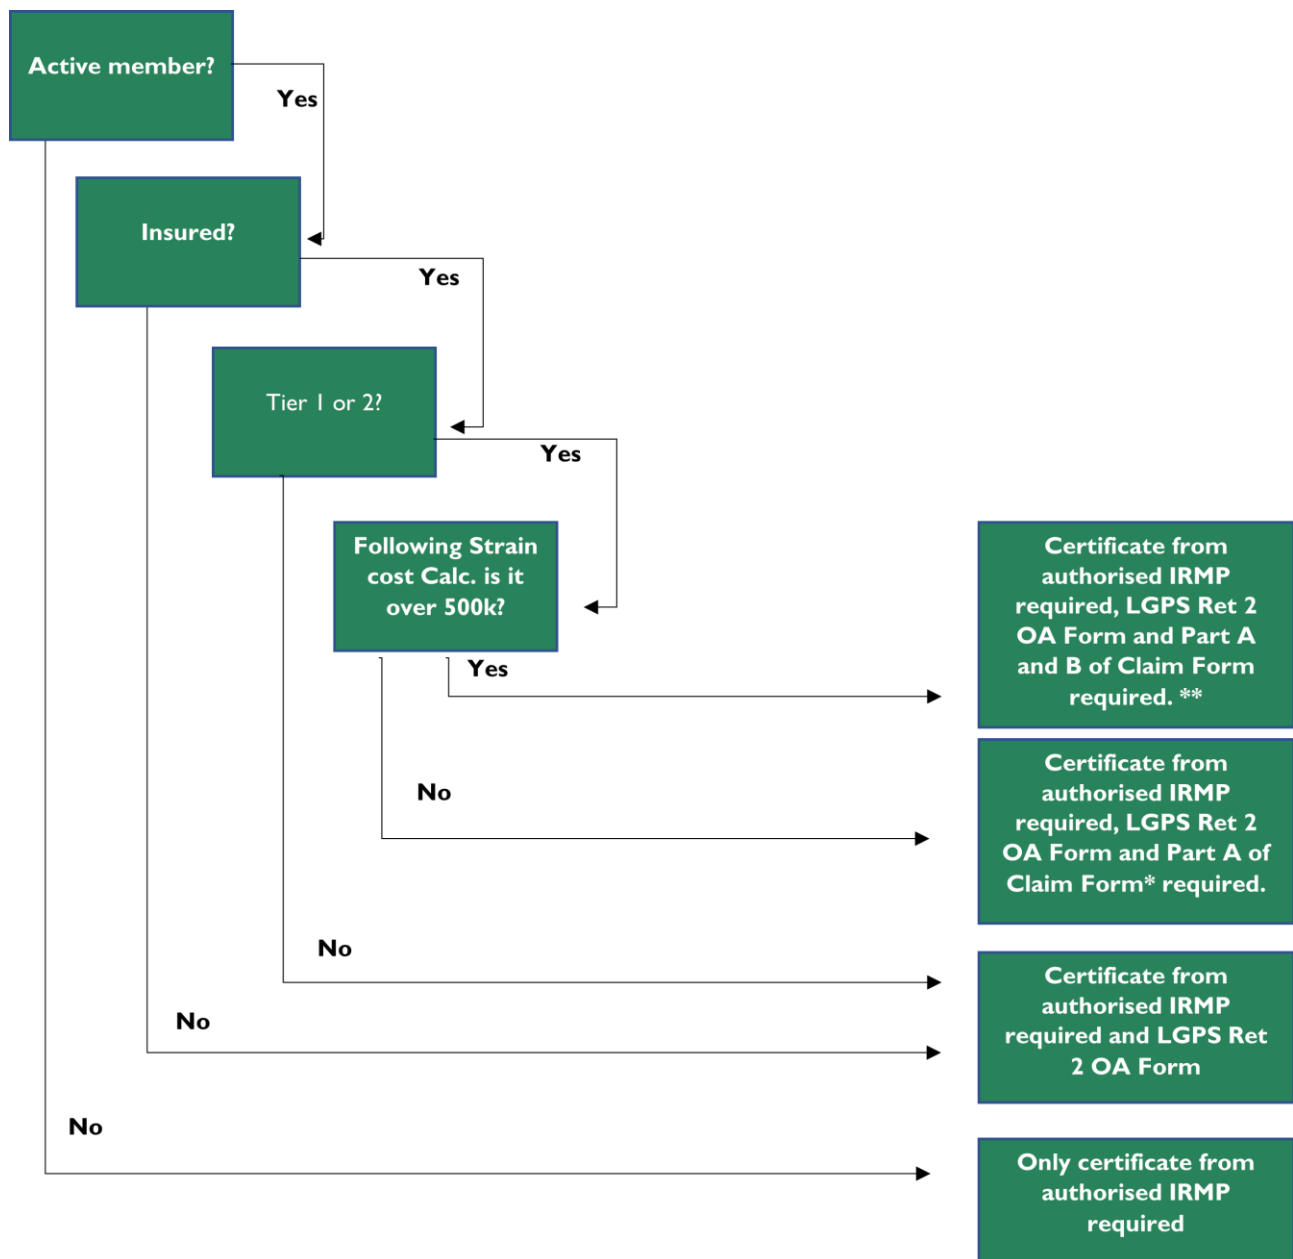 Active member?
Yes
Insured?
Yes
Tier 1 or 2?
Yes
Following Strain
cost Calc. is it
over 500k?
Yes
Certificate from
authorised IRMP
required, LGPS Ret 2
OA Form and Part A
and B of Claim Form
required. **
No
Certificate from
authorised IRMP
required, LGPS Ret 2
OA Form and Part A of
Claim Form* required.
No
No
Certificate from
authorised IRMP
required and LGPS Ret
2 OA Form
No
Only certificate from
authorised IRMP
required